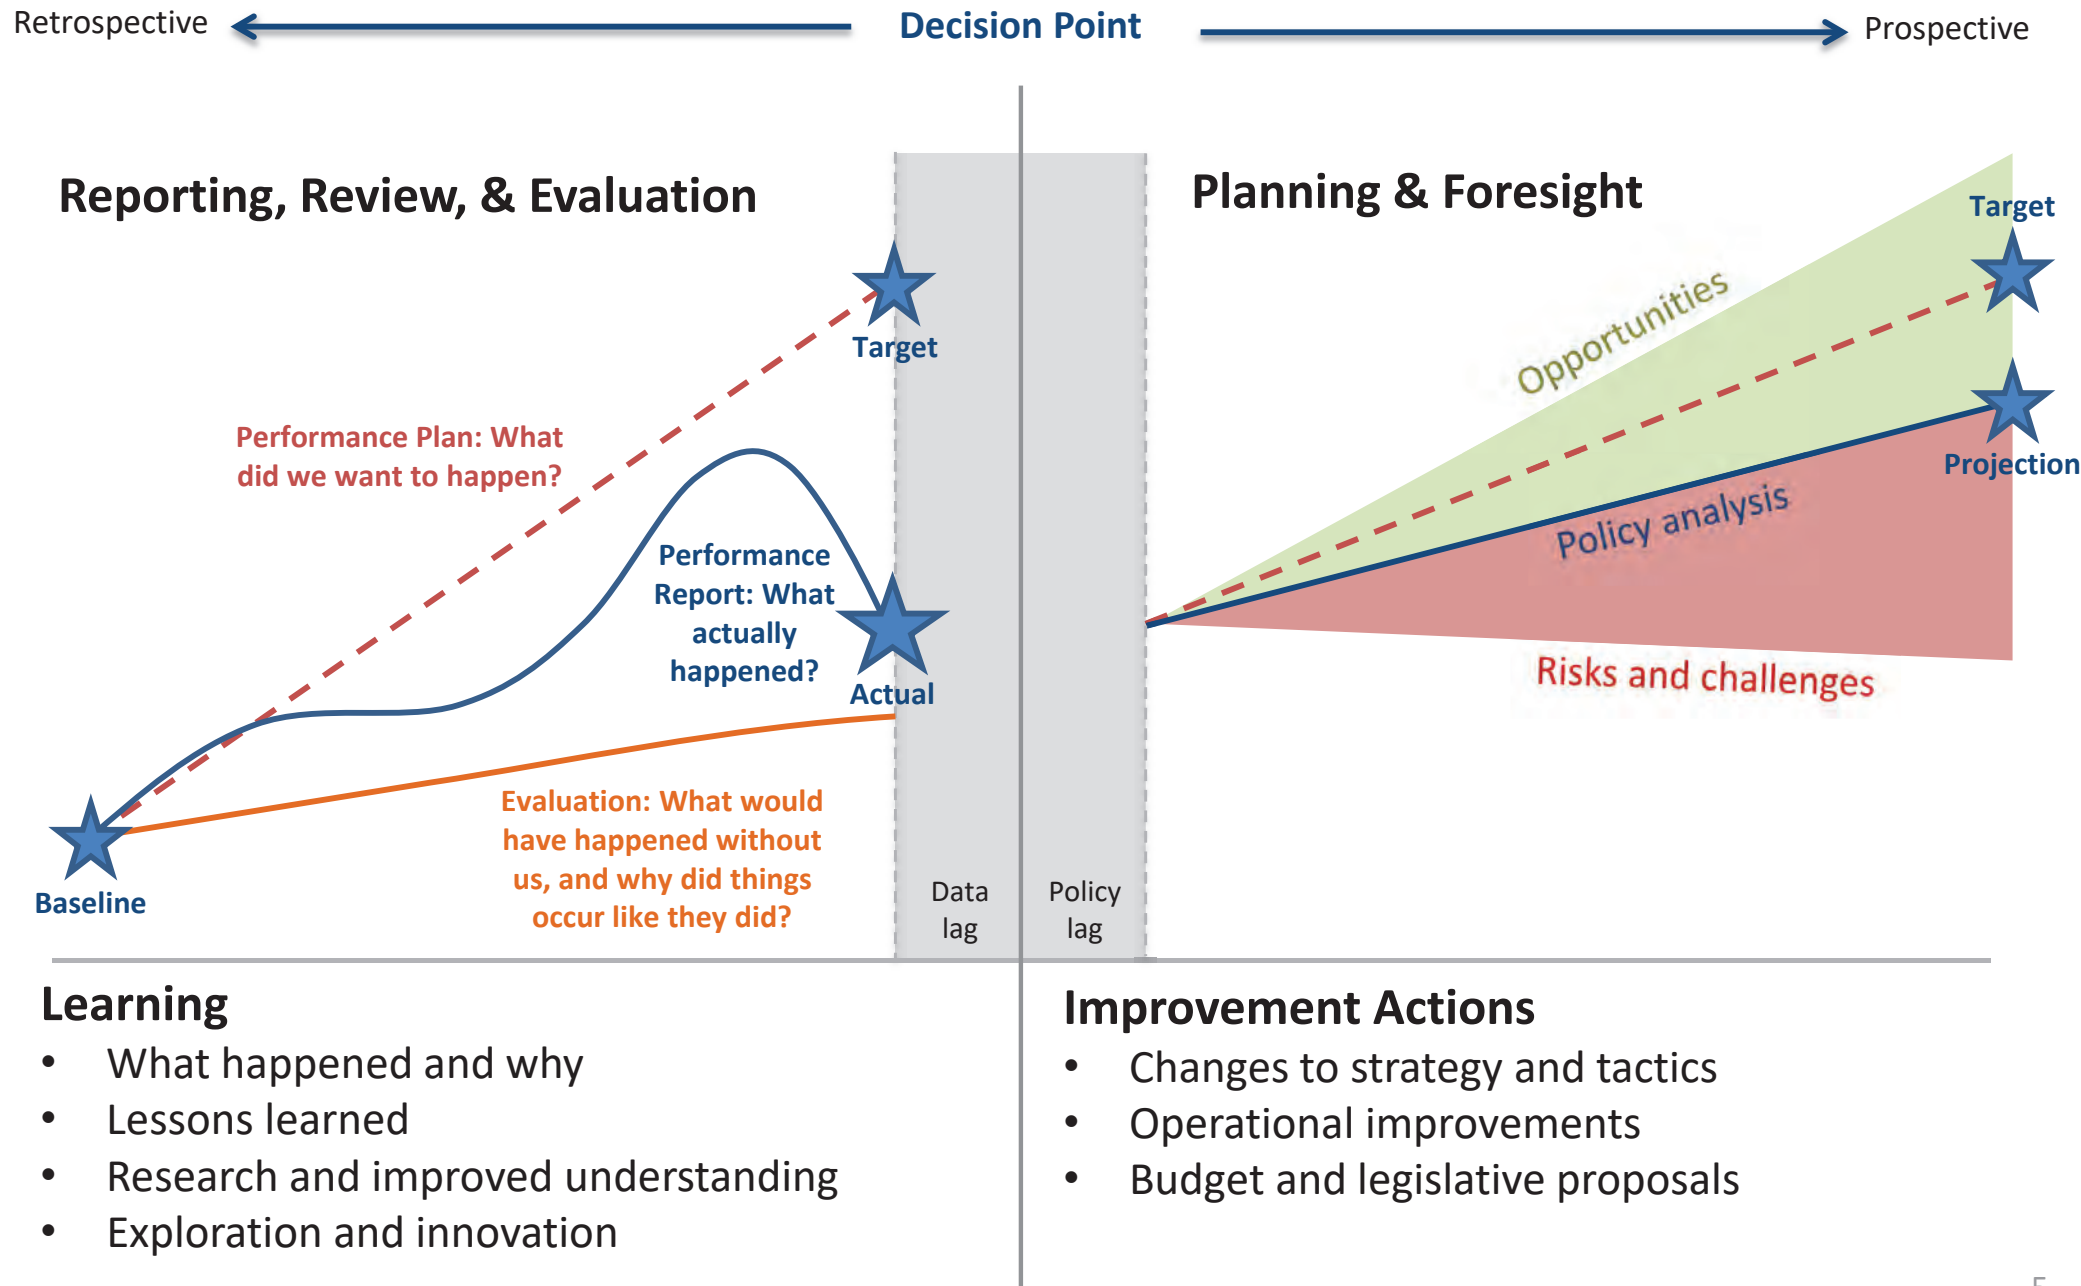 Retrospective
Decision Point
Prospective
Reporting, Review, & Evaluation
Planning & Foresight
Target
Performance Plan: What
did we want to happen?
Performance
Report: What
actually
happened?
Actual
Evaluation: What would
have happened without
us, and why did things
occur like they did?
Baseline
Data
lag
Policy
lag
Target
Opportunities
Projection
Policy analysis
Risks and challenges
Learning
• What happened and why
• Lessons learned
• Research and improved understanding
• Exploration and innovation
Improvement Actions
• Changes to strategy and tactics
• Operational improvements
• Budget and legislative proposals